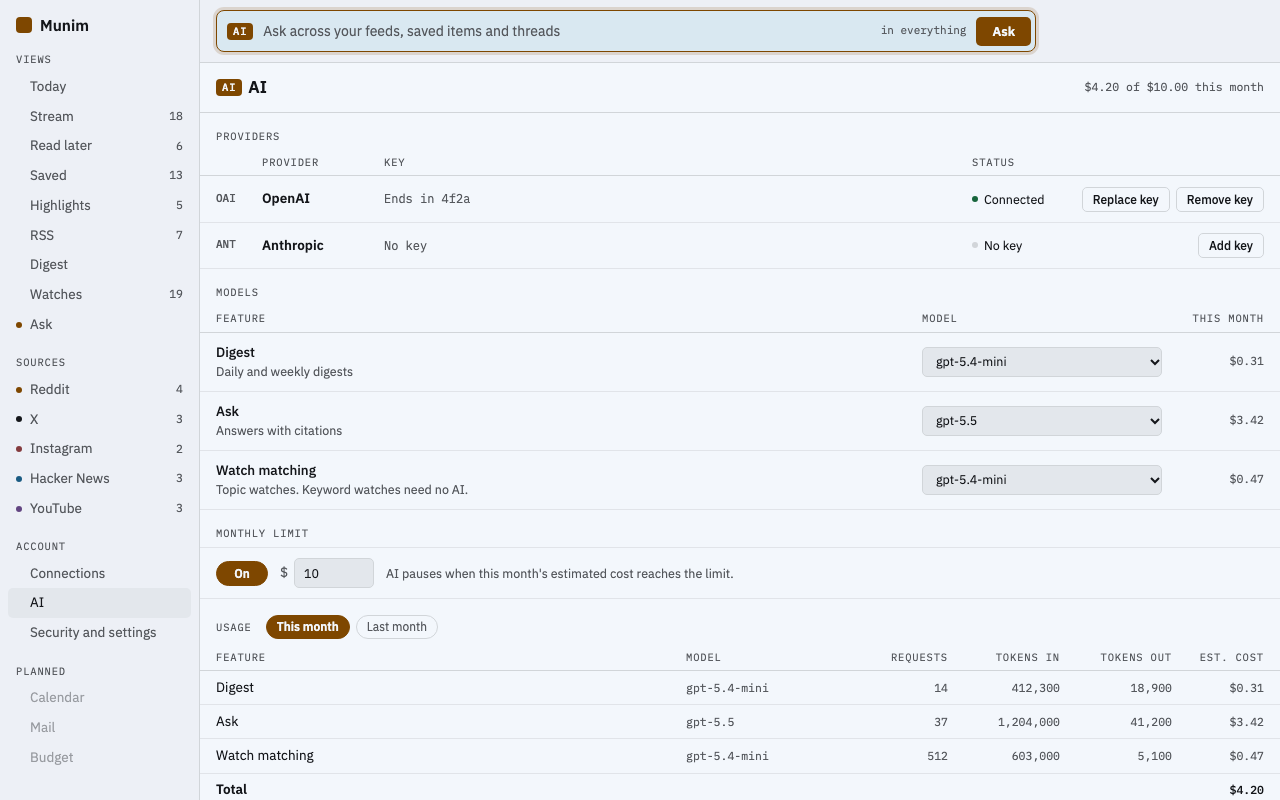 Munim
VIEWS
Today
Stream 18
Read later 6
Saved 13
Highlights 5
RSS 7
Digest
Watches 19
Ask
SOURCES
Reddit 4
X 3
Instagram 2
Hacker News 3
YouTube 3
ACCOUNT
Connections
AI
Security and settings
PLANNED
Calendar
Mail
Budget
AI Ask across your feeds, saved items and threads in everything Ask
AI AI $4.20 of $10.00 this month
PROVIDERS
PROVIDER KEY STATUS
OAI OpenAI Ends in 4f2a Connected Replace key Remove key
ANT Anthropic No key No key Add key
MODELS
FEATURE MODEL THIS MONTH
Digest
Daily and weekly digests
gpt-5.4-mini $0.31
Ask
Answers with citations
gpt-5.5 $3.42
Watch matching
Topic watches. Keyword watches need no AI.
gpt-5.4-mini $0.47
MONTHLY LIMIT
On $ 10 AI pauses when this month's estimated cost reaches the limit.
USAGE This month Last month
FEATURE MODEL REQUESTS TOKENS IN TOKENS OUT EST. COST
Digest gpt-5.4-mini 14 412,300 18,900 $0.31
Ask gpt-5.5 37 1,204,000 41,200 $3.42
Watch matching gpt-5.4-mini 512 603,000 5,100 $0.47
Total $4.20